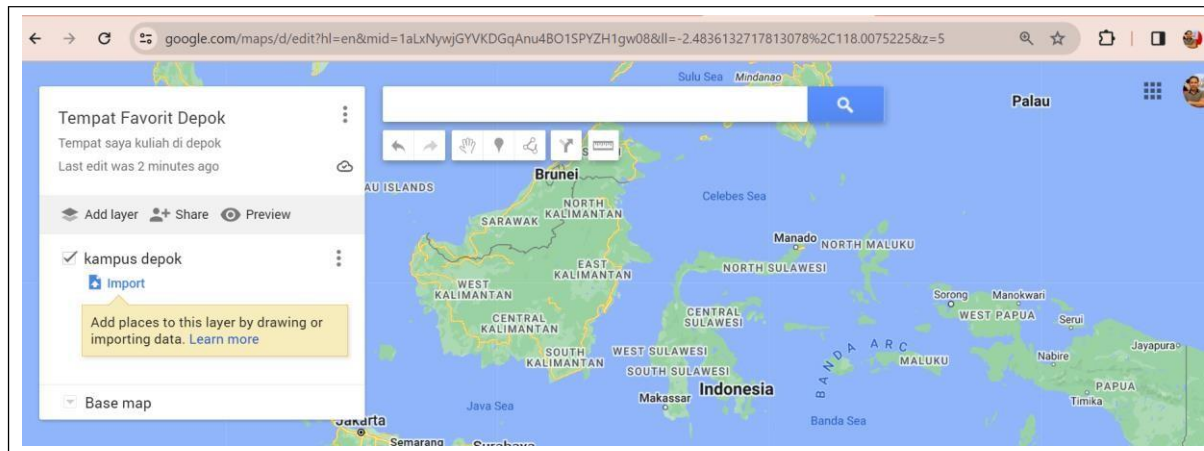 google.com/maps/d/edit?hl=en&mid=1aLxNywjGYVKDGqAnu4BO1SPYZH1gw08&ll=-2.4836132717813078%2C118.0075225&z=5
Tempat Favorit Depok
Tempat saya kuliah di depok
Last edit was 2 minutes ago
Add layer Share Preview
kampus depok
Import
Add places to this layer by drawing or
importing data. Learn more
Base map
Sulu Sea
Mindanao
Palau
Brunei
AU ISLANDS
Celebes Sea
NORTH
KALIMANTAN
SARAWAK
Manado
NORTH MALUKU
EAST
KALIMANTAN
NORTH SULAWESI
WEST
KALIMANTAN
Sorong
Manokwari
CENTRAL
KALIMANTAN
CENTRAL
SULAWESI
WEST PAPUA
Serui
SOUTH
KALIMANTAN
WEST SULAWESI
BANDA ARC
MALUKU
Nabire
Jayapura
SOUTH SULAWESI
Makassar
Indonesia
PAPUA
Timika
Java Sea
Banda Sea
Jakarta
Semarang
Surabaya